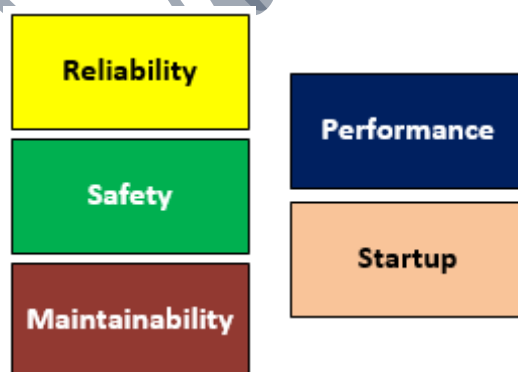 Reliability
Safety
Maintainability
Performance
Startup